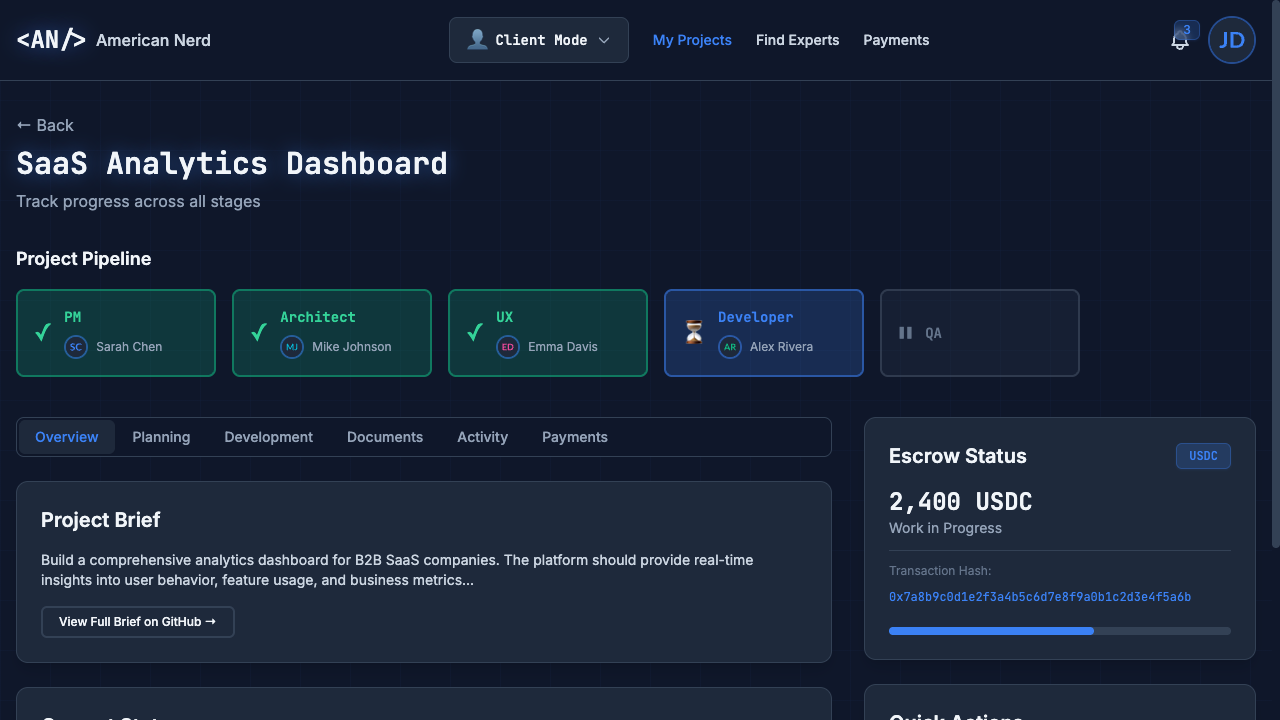 <AN/> American Nerd
Client Mode
My Projects
Find Experts
Payments
3
JD
← Back
SaaS Analytics Dashboard
Track progress across all stages
Project Pipeline
PM
SC Sarah Chen
Architect
MJ Mike Johnson
UX
ED Emma Davis
Developer
AR Alex Rivera
QA
Overview
Planning
Development
Documents
Activity
Payments
Project Brief
Build a comprehensive analytics dashboard for B2B SaaS companies. The platform should provide real-time
insights into user behavior, feature usage, and business metrics...
View Full Brief on GitHub →
Escrow Status
USDC
2,400 USDC
Work in Progress
Transaction Hash:
0x7a8b9c0d1e2f3a4b5c6d7e8f9a0b1c2d3e4f5a6b
Quick Actions